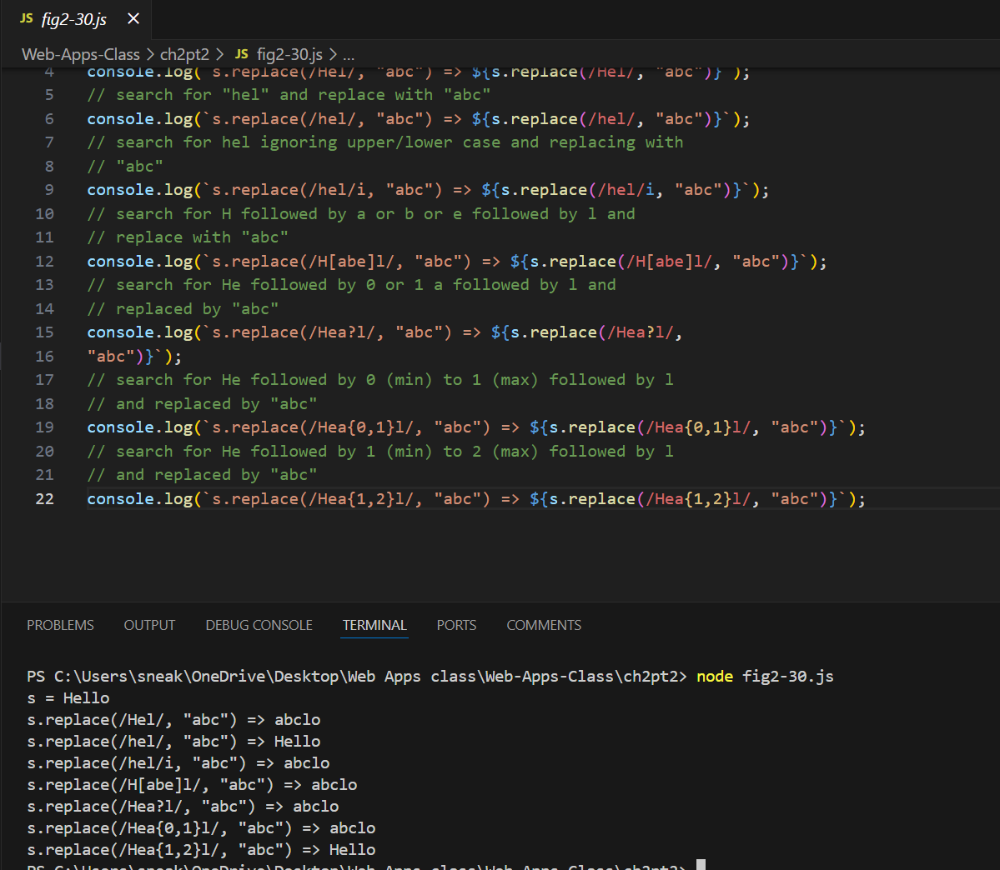 JS fig2-30.js ×
Web-Apps-Class > ch2pt2 > JS fig2-30.js > ...
4 console.log(`s.replace(/Hel/, "abc") => ${s.replace(/Hel/, "abc")}`);
5 // search for "hel" and replace with "abc"
6 console.log(`s.replace(/hel/, "abc") => ${s.replace(/hel/, "abc")}`);
7 // search for hel ignoring upper/lower case and replacing with
8 // "abc"
9 console.log(`s.replace(/hel/i, "abc") => ${s.replace(/hel/i, "abc")}`);
10 // search for H followed by a or b or e followed by l and
11 // replace with "abc"
12 console.log(`s.replace(/H[abe]l/, "abc") => ${s.replace(/H[abe]l/, "abc")}`);
13 // search for He followed by 0 or 1 a followed by l and
14 // replaced by "abc"
15 console.log(`s.replace(/Hea?l/, "abc") => ${s.replace(/Hea?l/,
16 "abc")}`);
17 // search for He followed by 0 (min) to 1 (max) followed by l
18 // and replaced by "abc"
19 console.log(`s.replace(/Hea{0,1}l/, "abc") => ${s.replace(/Hea{0,1}l/, "abc")}`);
20 // search for He followed by 1 (min) to 2 (max) followed by l
21 // and replaced by "abc"
22 console.log(`s.replace(/Hea{1,2}l/, "abc") => ${s.replace(/Hea{1,2}l/, "abc")}`);
PROBLEMS OUTPUT DEBUG CONSOLE TERMINAL PORTS COMMENTS
PS C:\Users\sneak\OneDrive\Desktop\Web Apps class\Web-Apps-Class\ch2pt2> node fig2-30.js
s = Hello
s.replace(/Hel/, "abc") => abclo
s.replace(/hel/, "abc") => Hello
s.replace(/hel/i, "abc") => abclo
s.replace(/H[abe]l/, "abc") => abclo
s.replace(/Hea?l/, "abc") => abclo
s.replace(/Hea{0,1}l/, "abc") => abclo
s.replace(/Hea{1,2}l/, "abc") => Hello
PS C:\Users\sneak\OneDrive\Desktop\Web Apps class\Web-Apps-Class\ch2pt2>